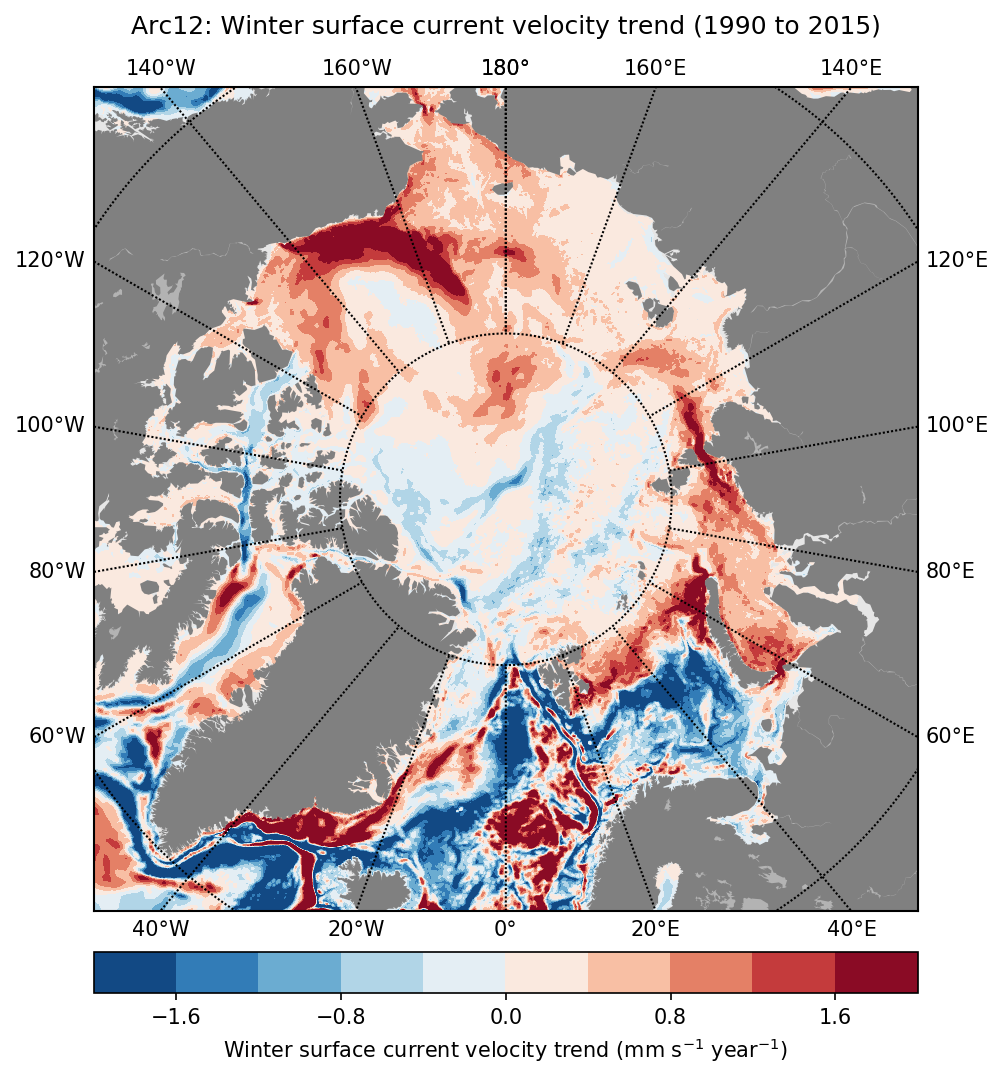 Arc12: Winter surface current velocity trend (1990 to 2015)
140°W 160°W 180° 160°E 140°E
120°W 120°E
100°W 100°E
80°W 80°E
60°W 60°E
40°W 20°W 0° 20°E 40°E
−1.6 −0.8 0.0 0.8 1.6
Winter surface current velocity trend (mm s⁻¹ year⁻¹)